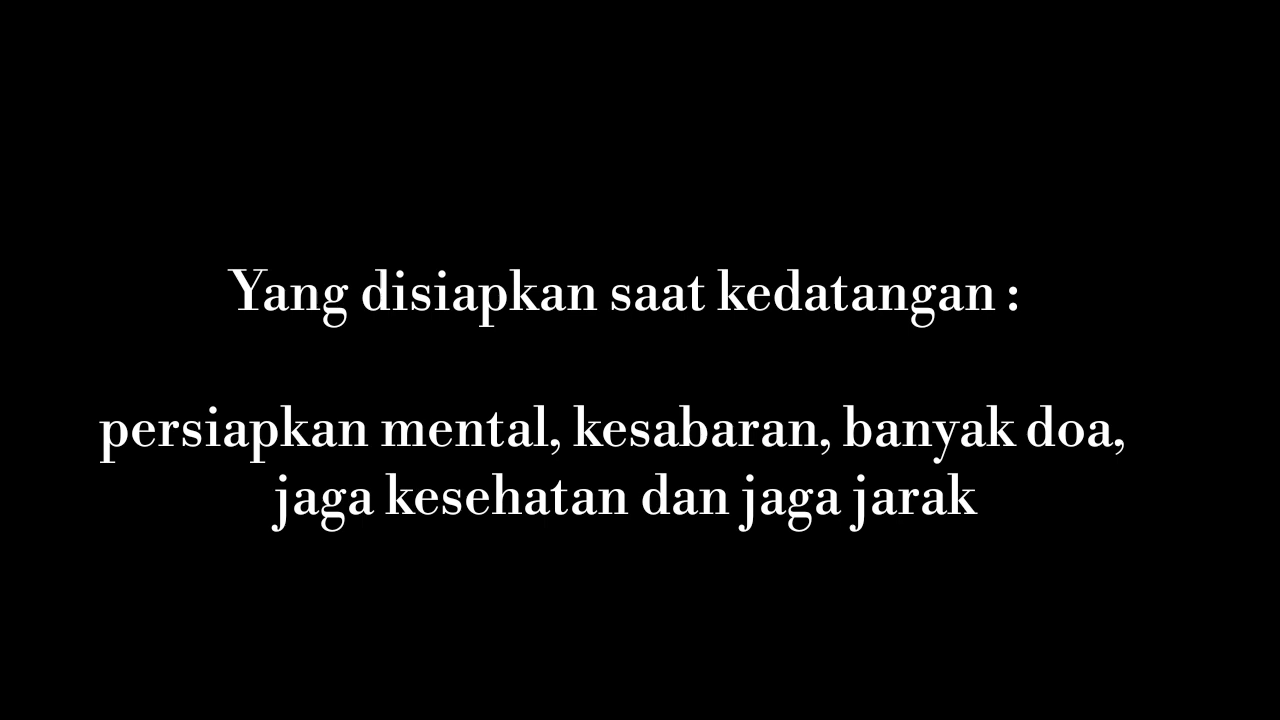 Yang disiapkan saat kedatangan :
persiapkan mental, kesabaran, banyak doa,
jaga kesehatan dan jaga jarak